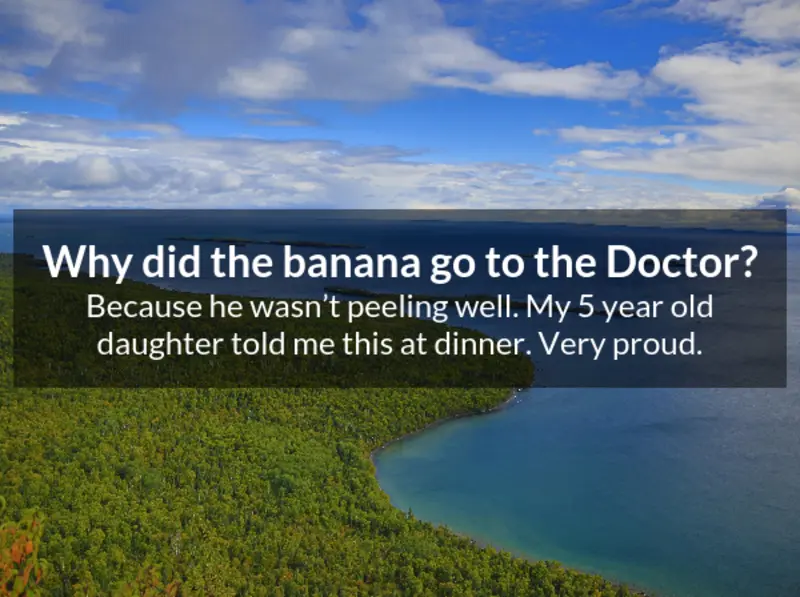 Why did the banana go to the Doctor?
Because he wasn’t peeling well. My 5 year old
daughter told me this at dinner. Very proud.